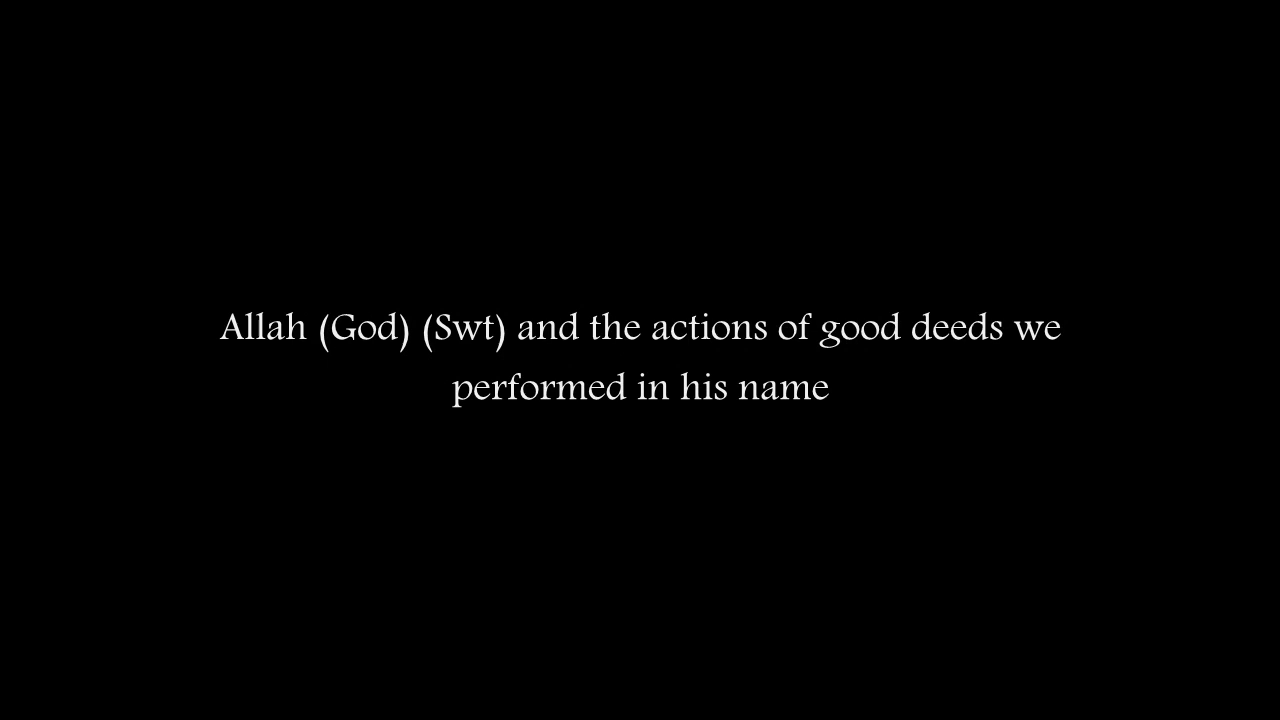 Allah (God) (Swt) and the actions of good deeds we
performed in his name